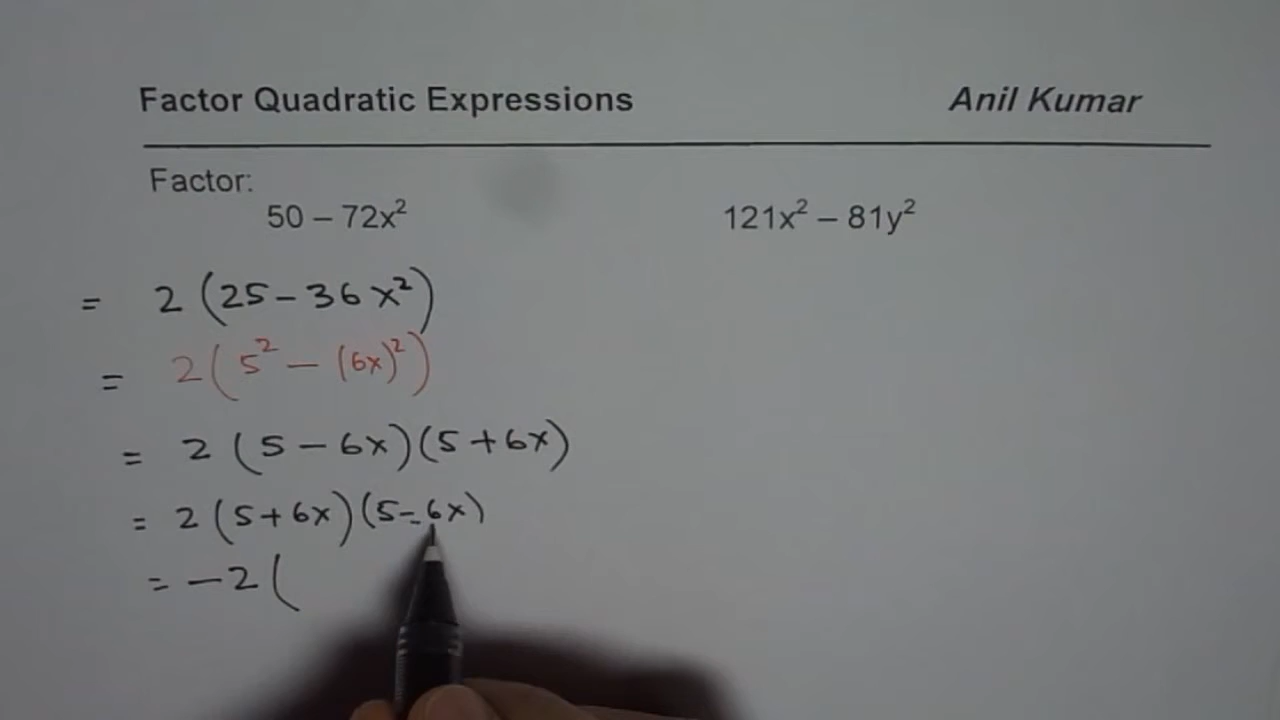 Factor Quadratic Expressions Anil Kumar
Factor:
50 – 72x² 121x² – 81y²
= 2 (25 - 36x²)
= 2 (5² - (6x)²)
= 2 (5 - 6x)(5 + 6x)
= 2 (5 + 6x)(5 - 6x)
= -2 (